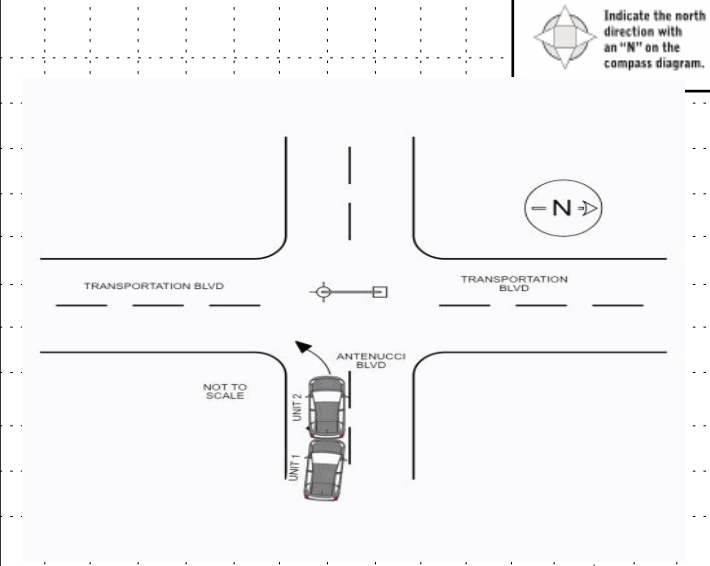 Indicate the north
direction with
an “N” on the
compass diagram.
N
TRANSPORTATION BLVD
TRANSPORTATION
BLVD
ANTENUCCI
BLVD
NOT TO
SCALE
UNIT 2
UNIT 1